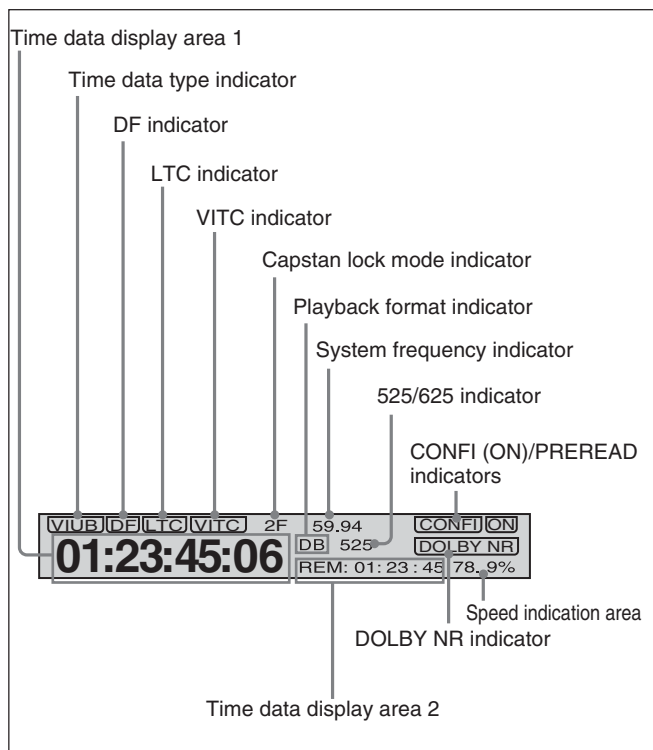 Time data display area 1
Time data type indicator
DF indicator
LTC indicator
VITC indicator
Capstan lock mode indicator
Playback format indicator
System frequency indicator
525/625 indicator
CONFI (ON)/PREREAD
indicators
VIUB DF LTC VITC 2F 59.94 CONFI ON
01:23:45:06 DB 525 DOLBY NR
REM: 01: 23 : 45 78. 9%
Speed indication area
DOLBY NR indicator
Time data display area 2